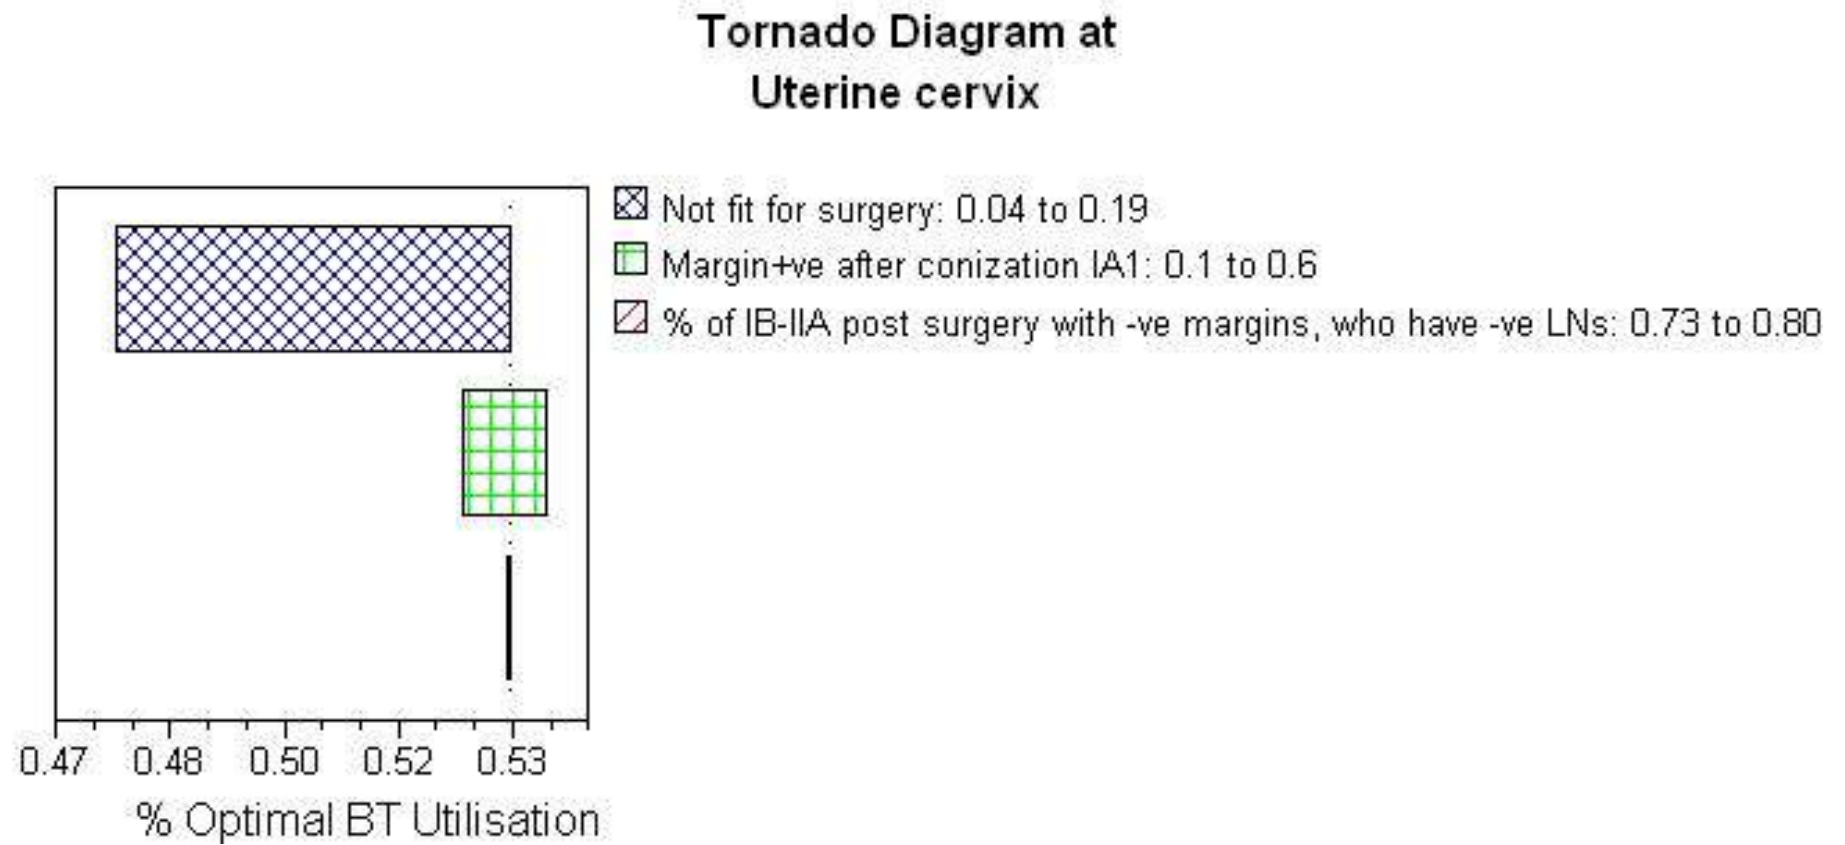 Tornado Diagram at
Uterine cervix
Not fit for surgery: 0.04 to 0.19
Margin+ve after conization IA1: 0.1 to 0.6
% of IB-IIA post surgery with -ve margins, who have -ve LNs: 0.73 to 0.80
0.47 0.48 0.50 0.52 0.53
% Optimal BT Utilisation